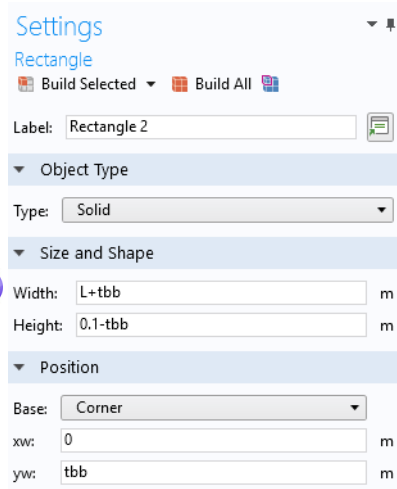 Settings
Rectangle
Build Selected Build All
Label: Rectangle 2
Object Type
Type: Solid
Size and Shape
Width: L+tbb m
Height: 0.1-tbb m
Position
Base: Corner
xw: 0 m
yw: tbb m